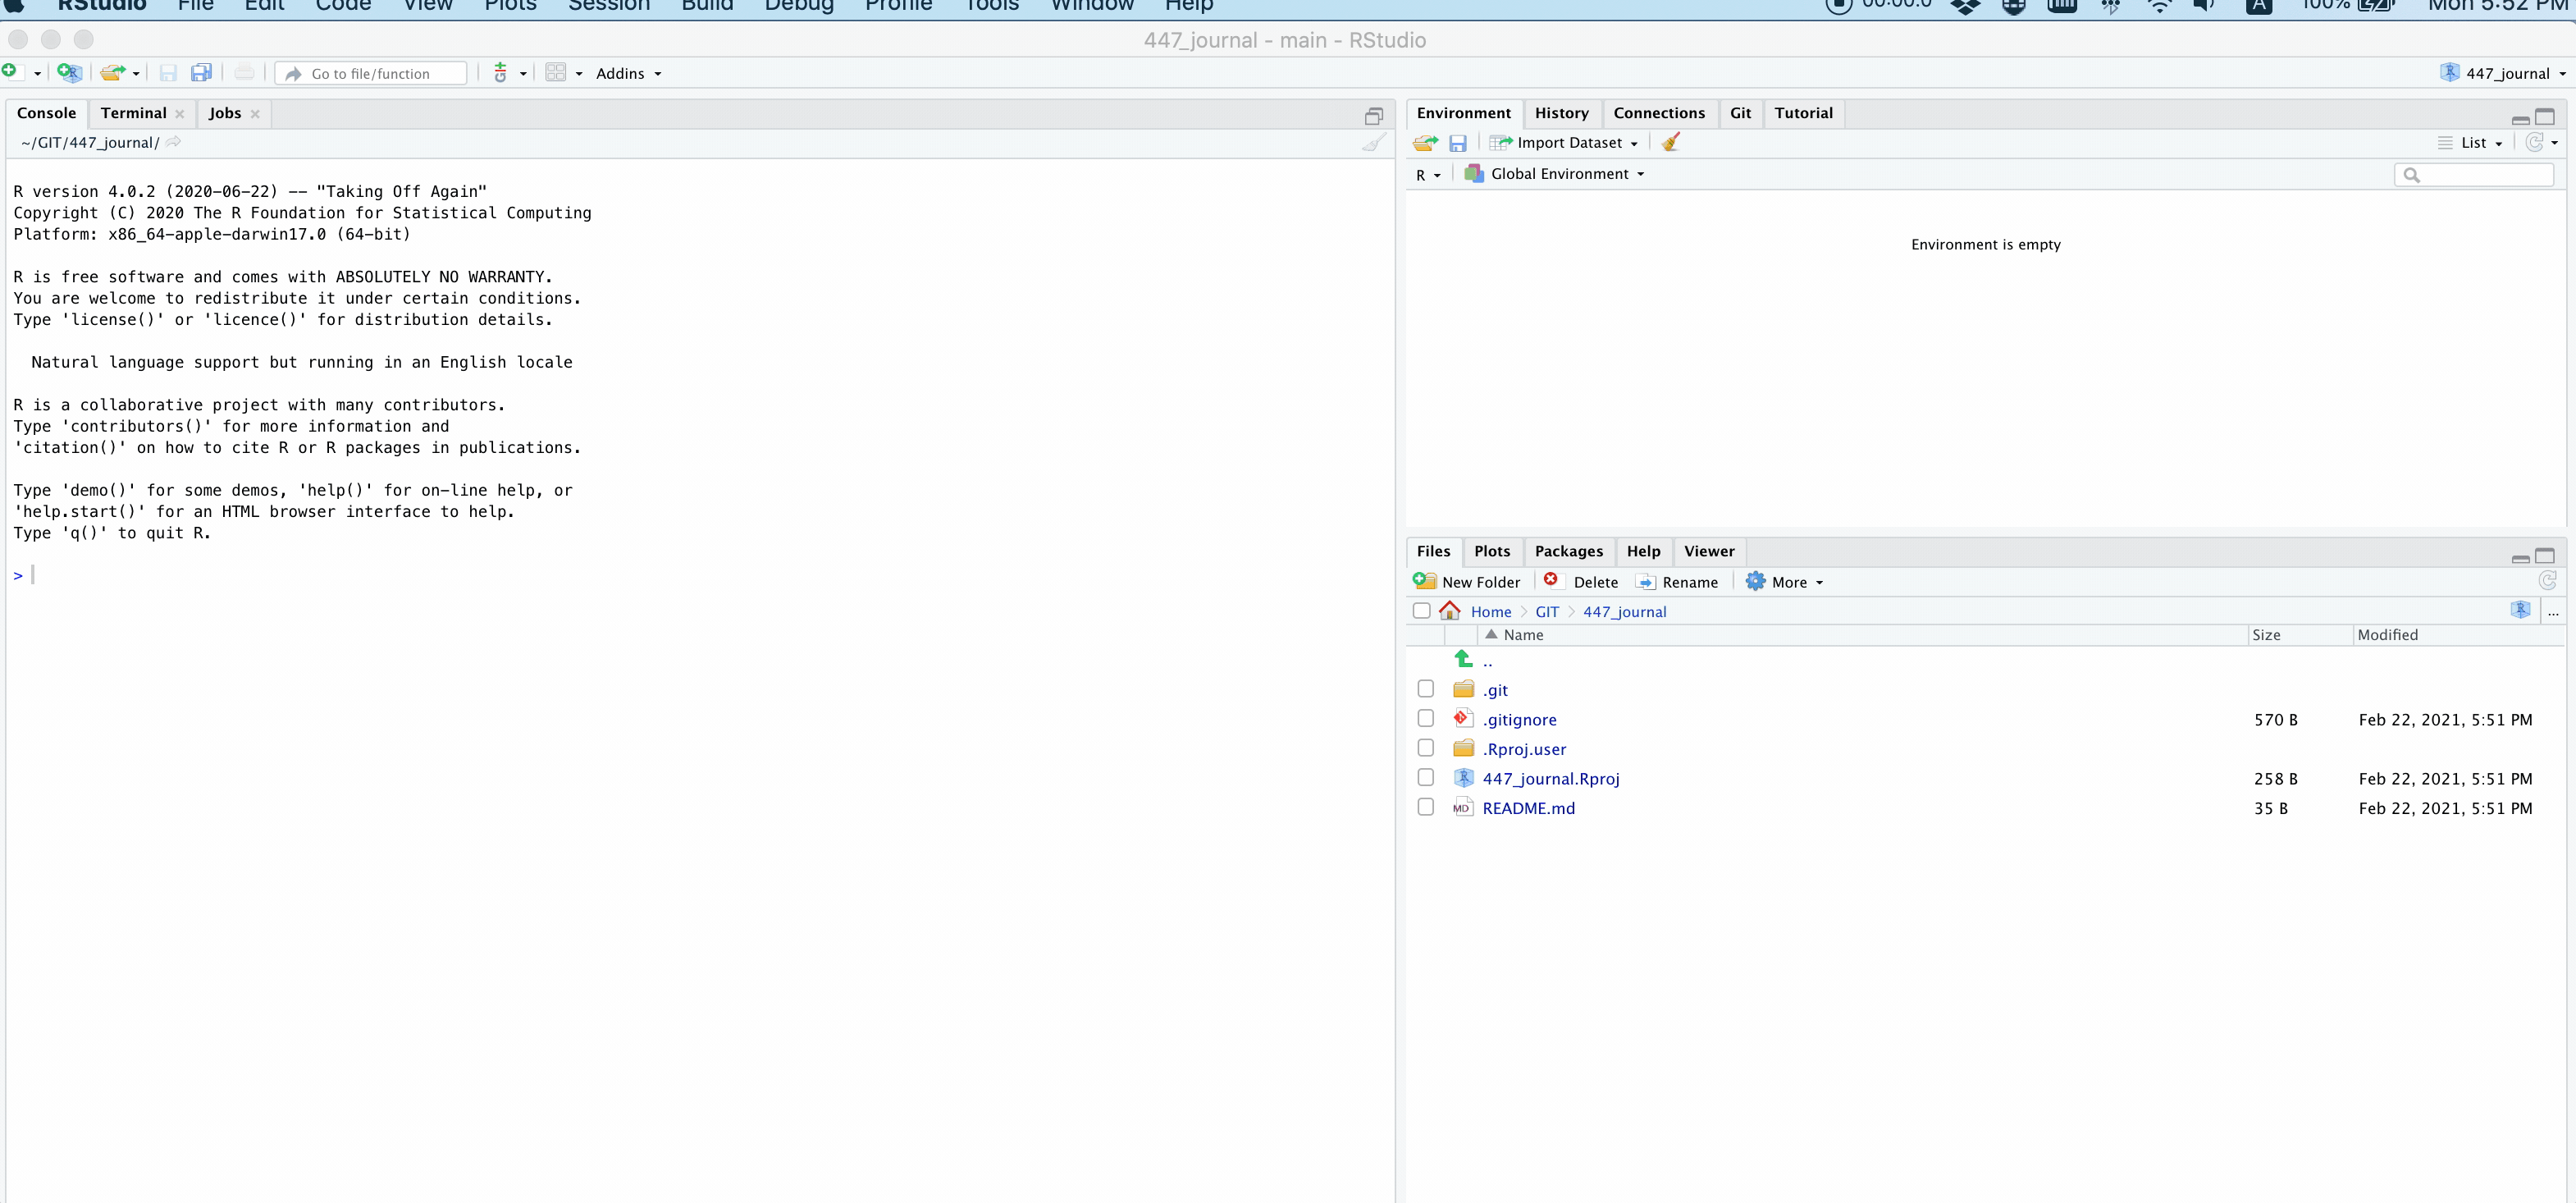 RStudio File Edit Code View Plots Session Build Debug Profile Tools Window Help 00:00.0 A 100% Mon 5:52 PM
447_journal - main - RStudio
Go to file/function Addins 447_journal
Console Terminal Jobs
~/GIT/447_journal/
R version 4.0.2 (2020-06-22) -- "Taking Off Again"
Copyright (C) 2020 The R Foundation for Statistical Computing
Platform: x86_64-apple-darwin17.0 (64-bit)
R is free software and comes with ABSOLUTELY NO WARRANTY.
You are welcome to redistribute it under certain conditions.
Type 'license()' or 'licence()' for distribution details.
Natural language support but running in an English locale
R is a collaborative project with many contributors.
Type 'contributors()' for more information and
'citation()' on how to cite R or R packages in publications.
Type 'demo()' for some demos, 'help()' for on-line help, or
'help.start()' for an HTML browser interface to help.
Type 'q()' to quit R.
>
Environment History Connections Git Tutorial
Import Dataset List
R Global Environment
Environment is empty
Files Plots Packages Help Viewer
New Folder Delete Rename More
Home GIT 447_journal ...
Name Size Modified
..
.git
.gitignore 570 B Feb 22, 2021, 5:51 PM
.Rproj.user
447_journal.Rproj 258 B Feb 22, 2021, 5:51 PM
README.md 35 B Feb 22, 2021, 5:51 PM